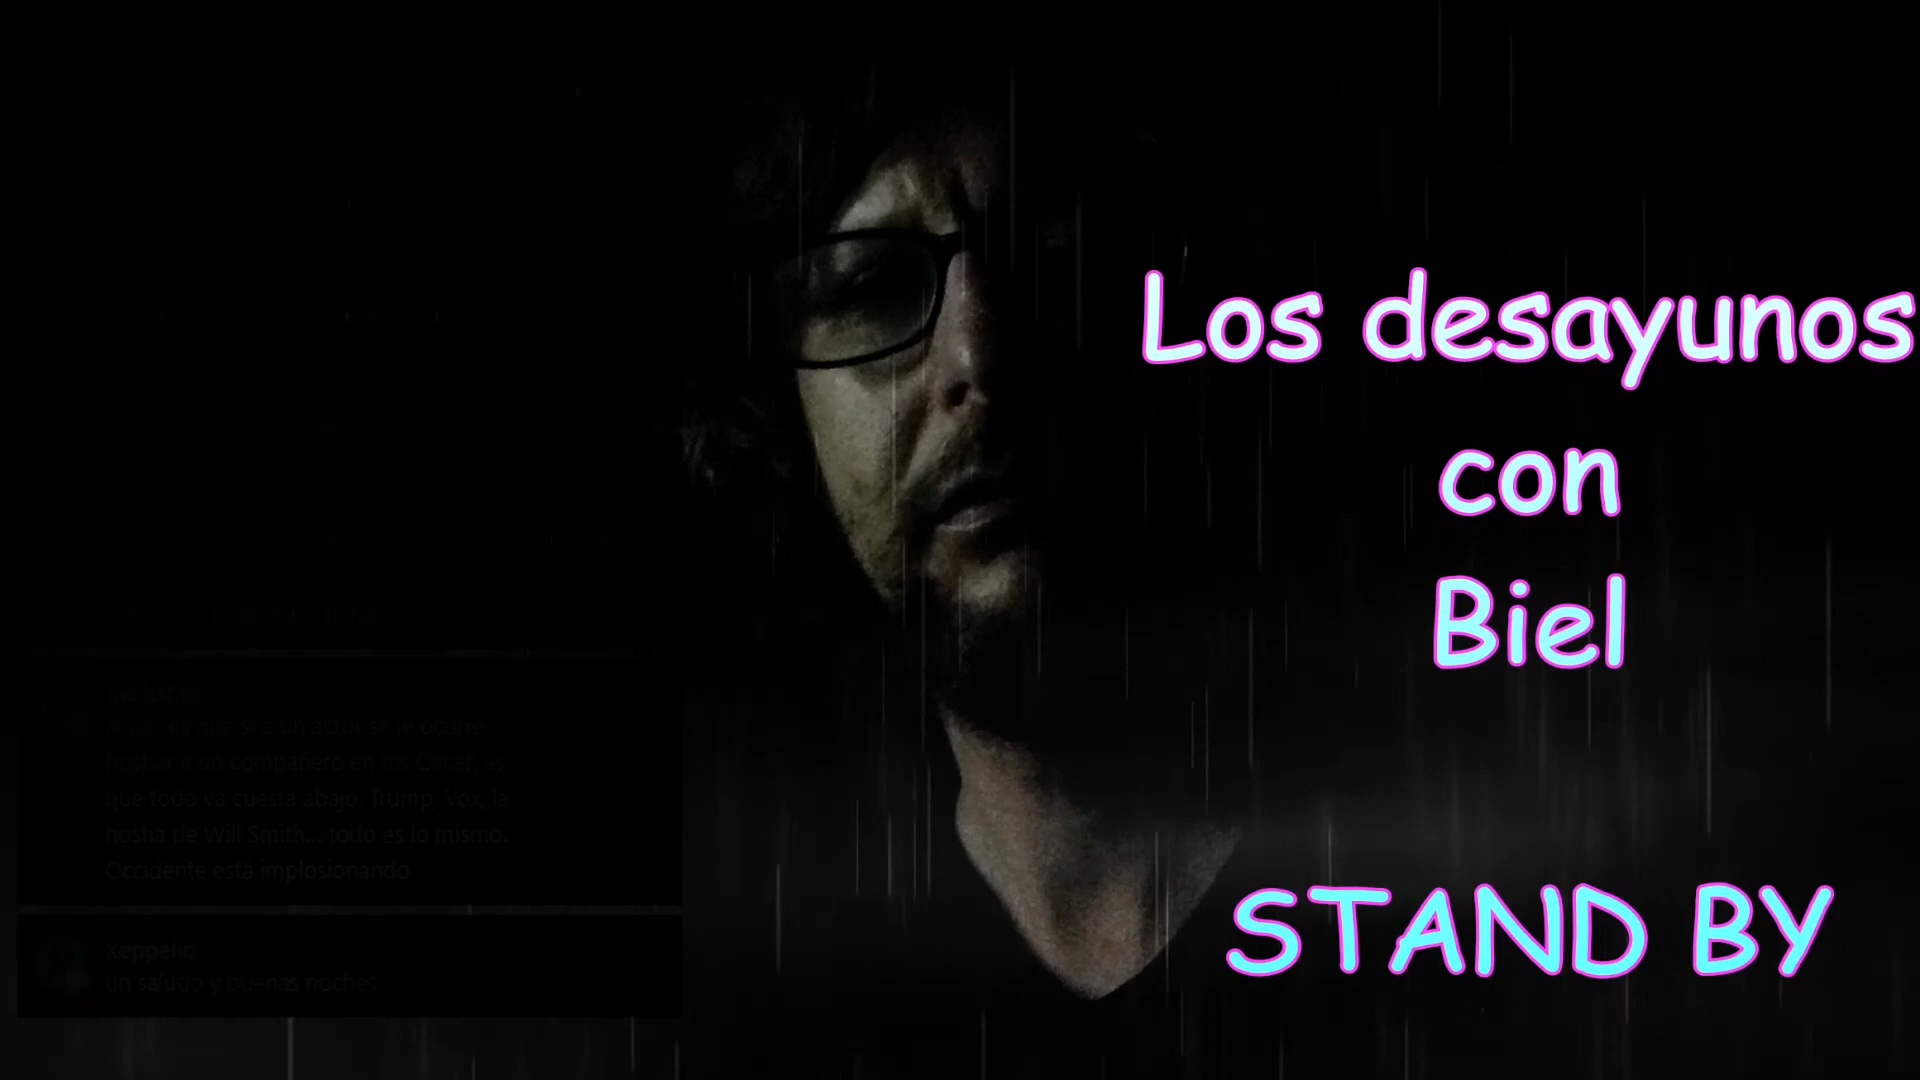 Los desayunos
con
Biel
STAND BY
A voz es que si a un actor se le ocurre
hostiar a un compañero en los Oscar, es
que todo va cuesta abajo. Trump, Vox, la
hostia de Will Smith... todo es lo mismo.
Occidente está implosionando
Xeppelio
un saludo y buenas noches